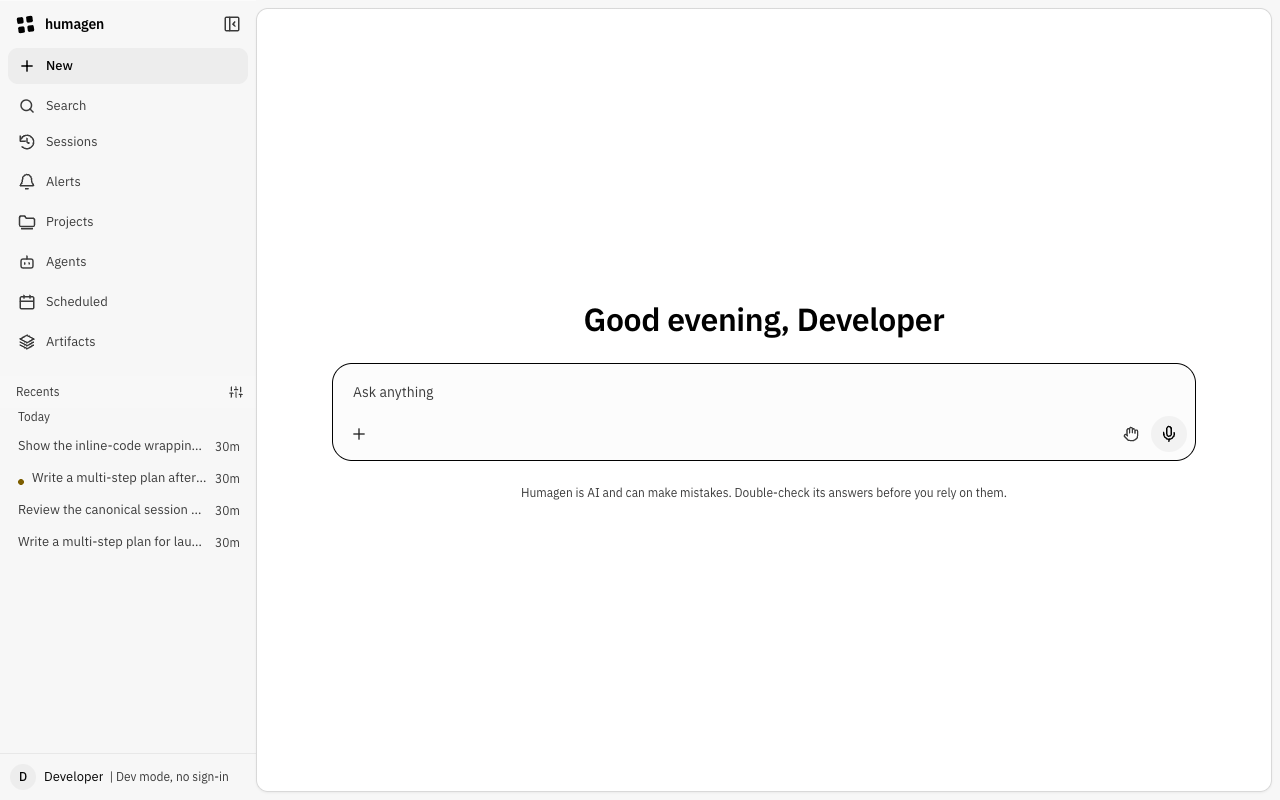 humagen
New
Search
Sessions
Alerts
Projects
Agents
Scheduled
Artifacts
Recents
Today
Show the inline-code wrappin... 30m
Write a multi-step plan after... 30m
Review the canonical session ... 30m
Write a multi-step plan for lau... 30m
D Developer | Dev mode, no sign-in
Good evening, Developer
Ask anything
Humagen is AI and can make mistakes. Double-check its answers before you rely on them.